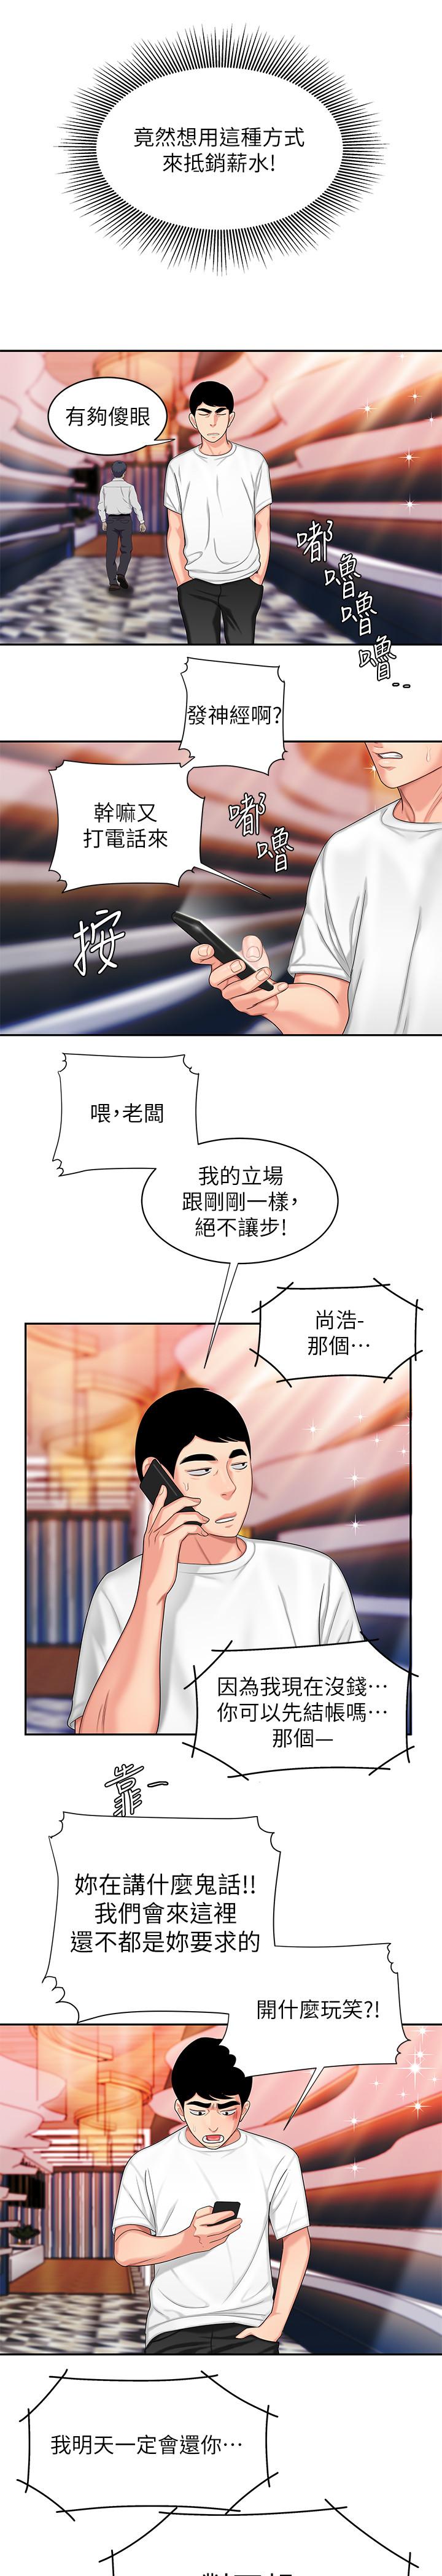 竟然想用這種方式
來抵銷薪水!
有夠傻眼
嘟
嚕
嚕
嚕
發神經啊?
幹嘛又
打電話來
嘟
嚕
按
喂,老闆
我的立場
跟剛剛一樣,
絕不讓步!
尚浩-
那個…
因為我現在沒錢…
你可以先結帳嗎…
那個—
靠—
妳在講什麼鬼話!!
我們會來這裡
還不都是妳要求的
開什麼玩笑?!
我明天一定會還你…